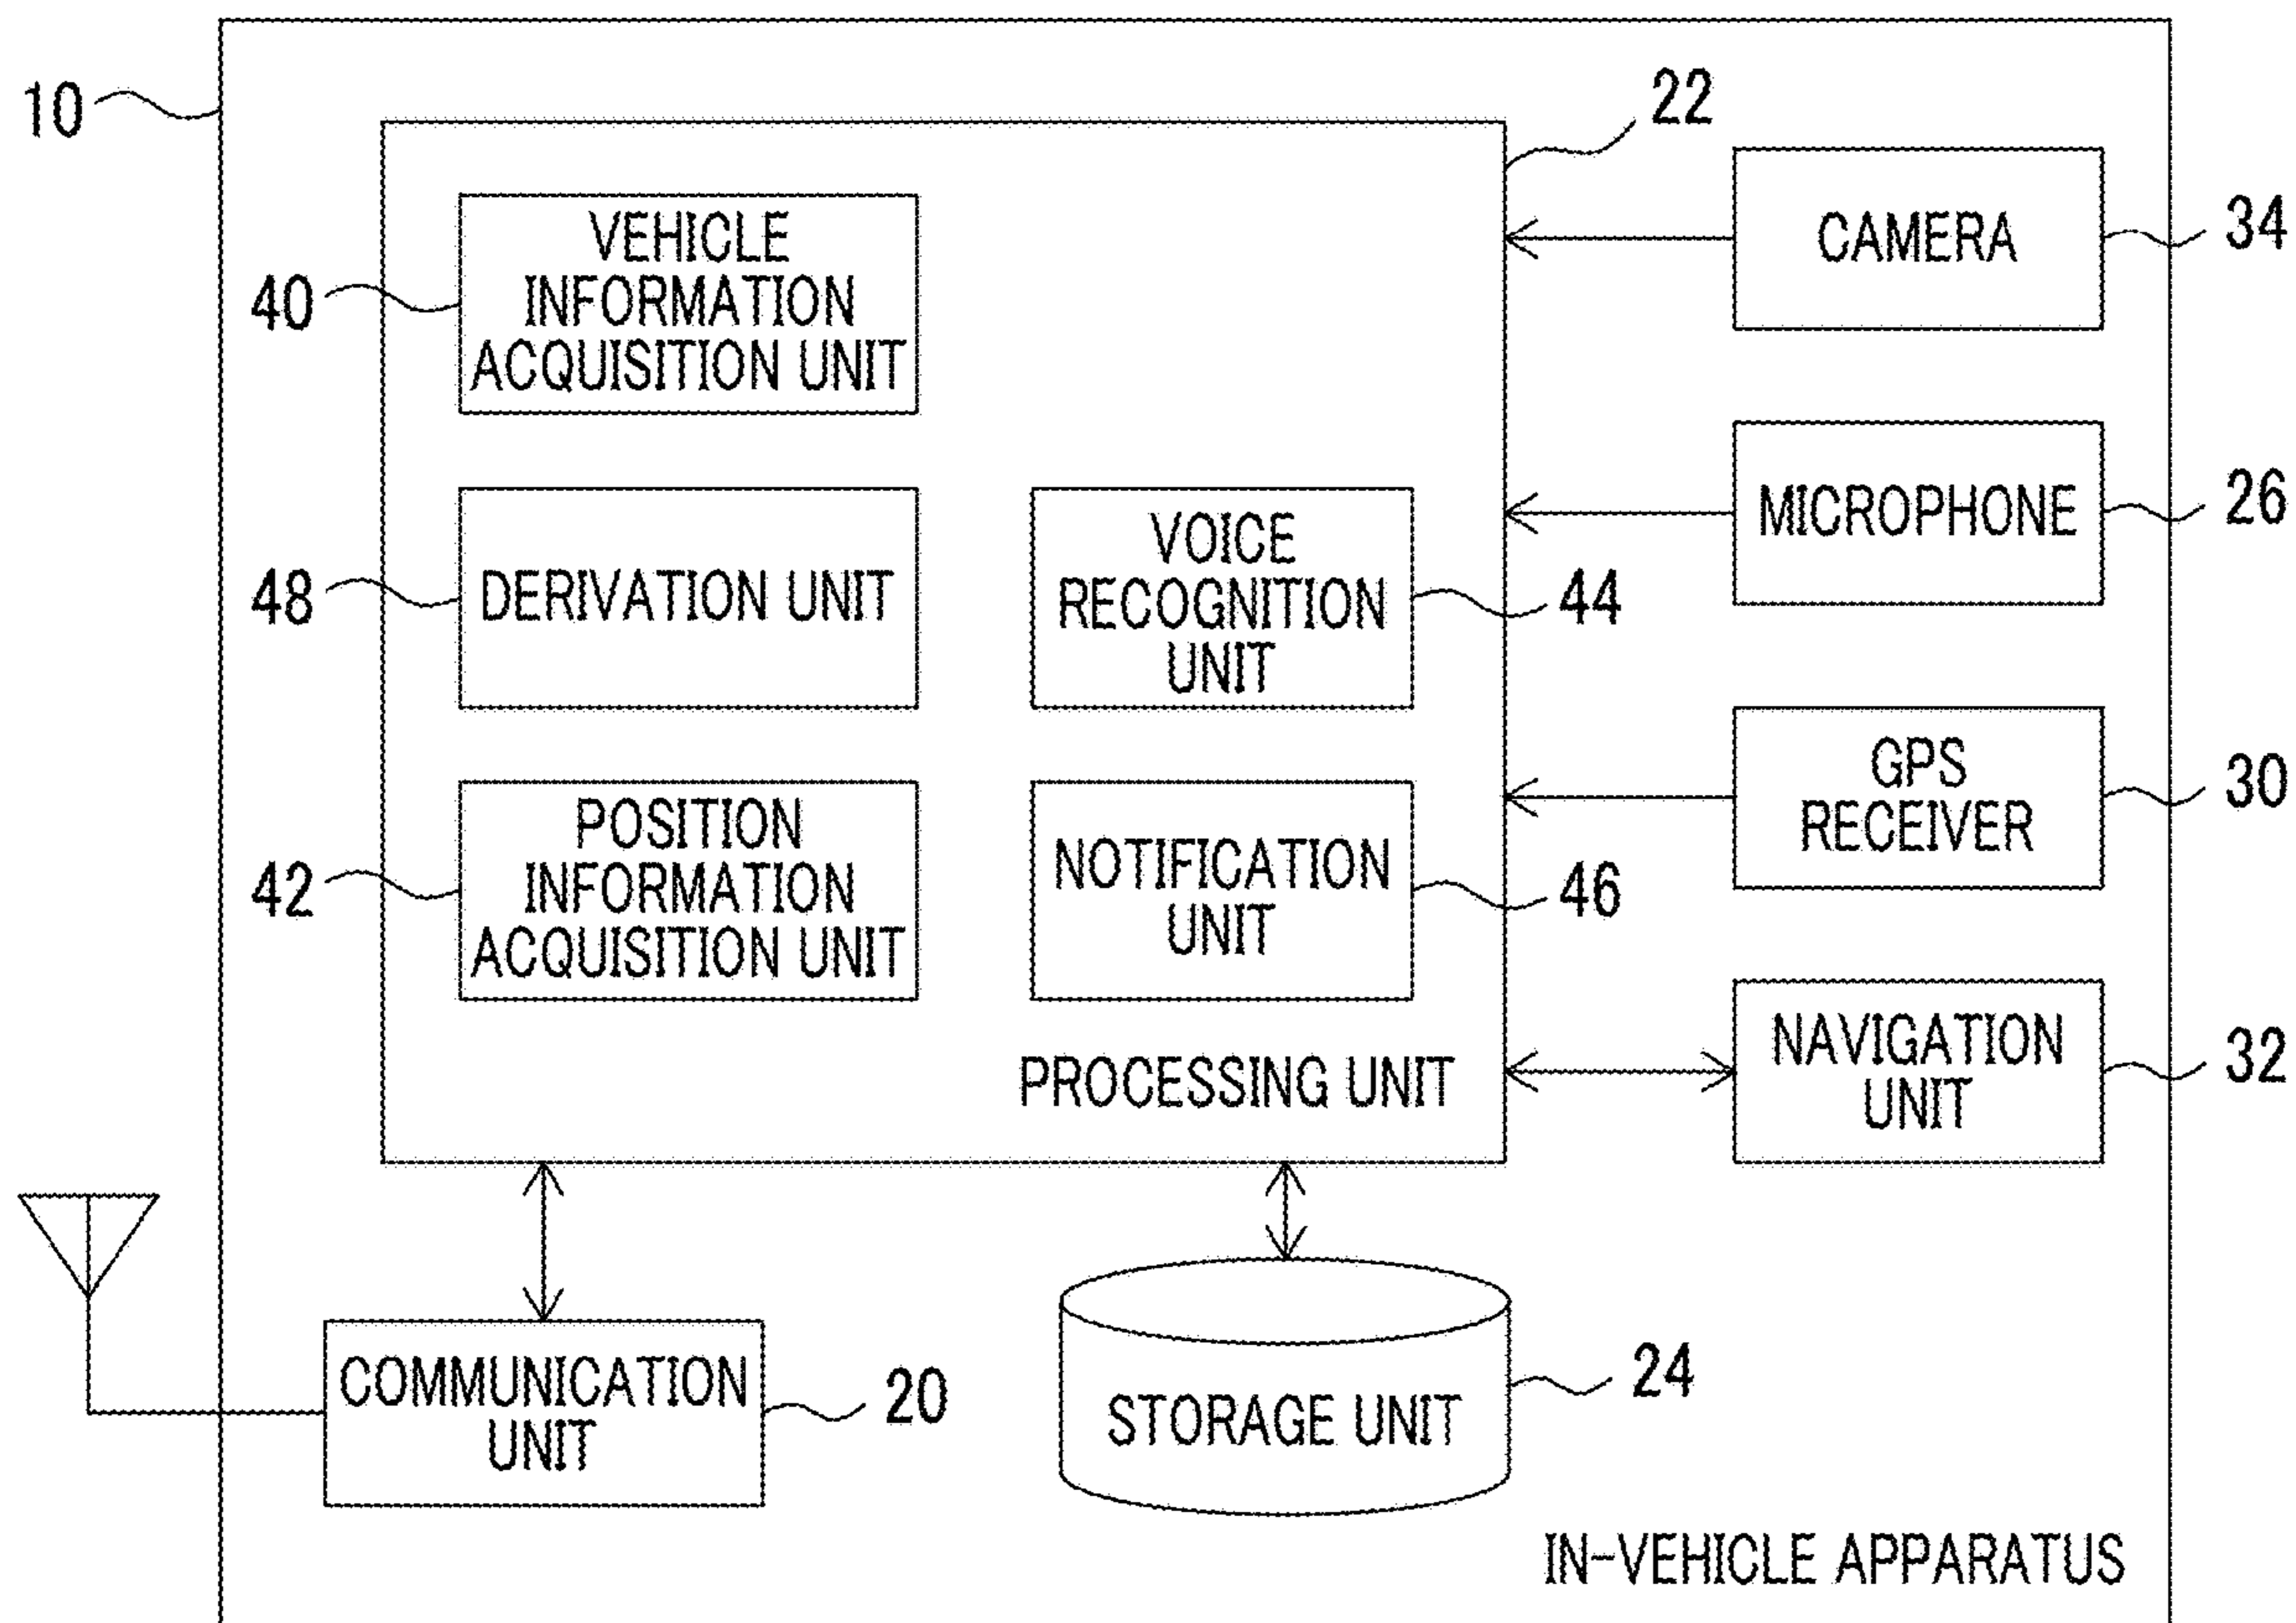 10
22
VEHICLE
INFORMATION
ACQUISITION UNIT
40
CAMERA
34
DERIVATION UNIT
48
VOICE
RECOGNITION
UNIT
44
MICROPHONE
26
POSITION
INFORMATION
ACQUISITION UNIT
42
NOTIFICATION
UNIT
46
GPS
RECEIVER
30
PROCESSING UNIT
NAVIGATION
UNIT
32
COMMUNICATION
UNIT
20
STORAGE UNIT
24
IN-VEHICLE APPARATUS